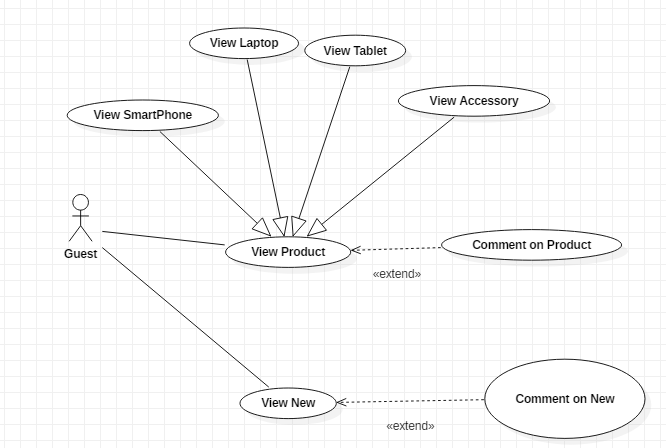 View Laptop
View Tablet
View Accessory
View SmartPhone
Guest
View Product
Comment on Product
«extend»
View New
Comment on New
«extend»